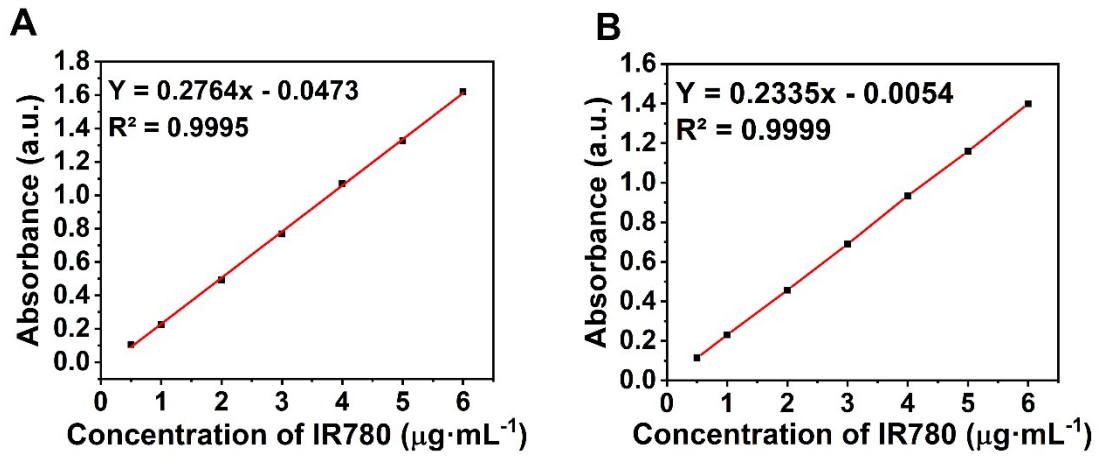 A
Y = 0.2764x - 0.0473
R² = 0.9995
Absorbance (a.u.)
1.8
1.6
1.4
1.2
1.0
0.8
0.6
0.4
0.2
0.0
0 1 2 3 4 5 6
Concentration of IR780 (μg·mL⁻¹)
B
Y = 0.2335x - 0.0054
R² = 0.9999
Absorbance (a.u.)
1.6
1.4
1.2
1.0
0.8
0.6
0.4
0.2
0.0
0 1 2 3 4 5 6
Concentration of IR780 (μg·mL⁻¹)